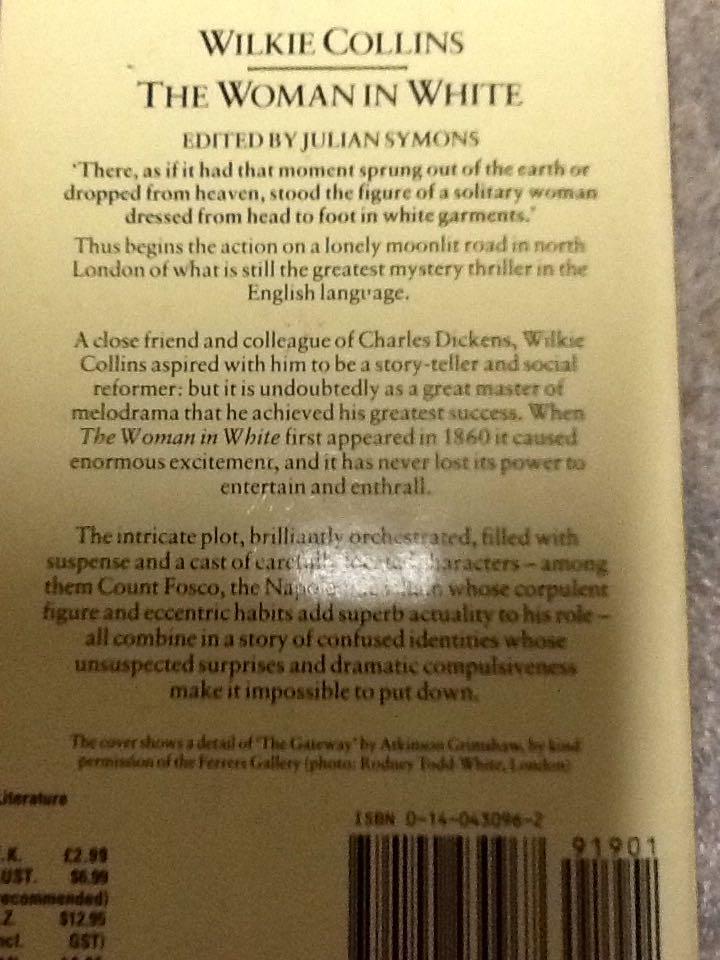 WILKIE COLLINS
THE WOMAN IN WHITE
EDITED BY JULIAN SYMONS
'There, as if it had that moment sprung out of the earth or
dropped from heaven, stood the figure of a solitary woman
dressed from head to foot in white garments.'
Thus begins the action on a lonely moonlit road in north
London of what is still the greatest mystery thriller in the
English language.
A close friend and colleague of Charles Dickens, Wilkie
Collins aspired with him to be a story-teller and social
reformer: but it is undoubtedly as a great master of
melodrama that he achieved his greatest success. When
The Woman in White first appeared in 1860 it caused
enormous excitement, and it has never lost its power to
entertain and enthrall.
The intricate plot, brilliantly orchestrated, filled with
suspense and a cast of carefully characters – among
them Count Fosco, the whose corpulent
figure and eccentric habits add superb actuality to his role –
all combine in a story of confused identities whose
unsuspected surprises and dramatic compulsiveness
make it impossible to put down.
The cover shows a detail of 'The Gateway' by Atkinson Grimshaw, by kind
permission of the Ferrers Gallery (photo: Rodney Todd-White, London)
Literature
ISBN 0-14-043096-2
91901
.K. £2.99
UST. $6.99
recommended)
.Z. $12.95
ncl. GST)